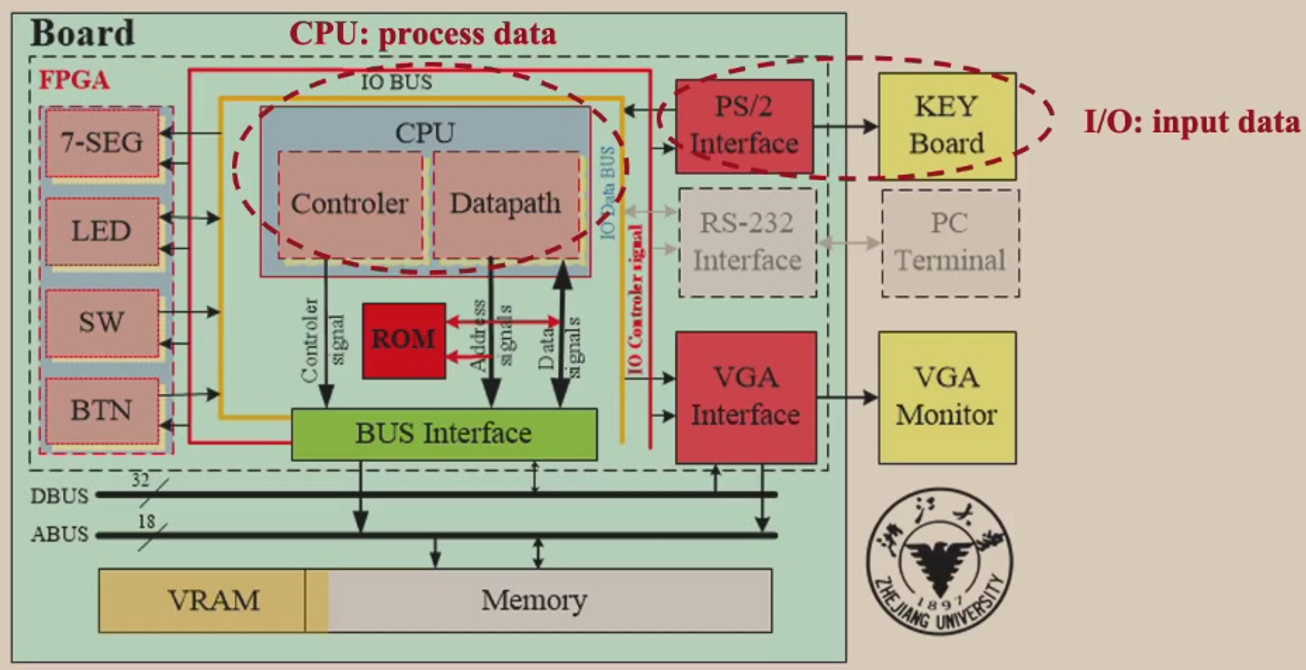 Board
CPU: process data
FPGA
IO BUS
7-SEG
LED
SW
BTN
CPU
Controler
Datapath
IO Data BUS
IO Controler signal
PS/2
Interface
KEY
Board
I/O: input data
RS-232
Interface
PC
Terminal
Controler
signal
ROM
Address
signals
Data
signals
VGA
Interface
VGA
Monitor
BUS Interface
DBUS
32
ABUS
18
VRAM
Memory
浙江大学
1897
ZHEJIANG UNIVERSITY